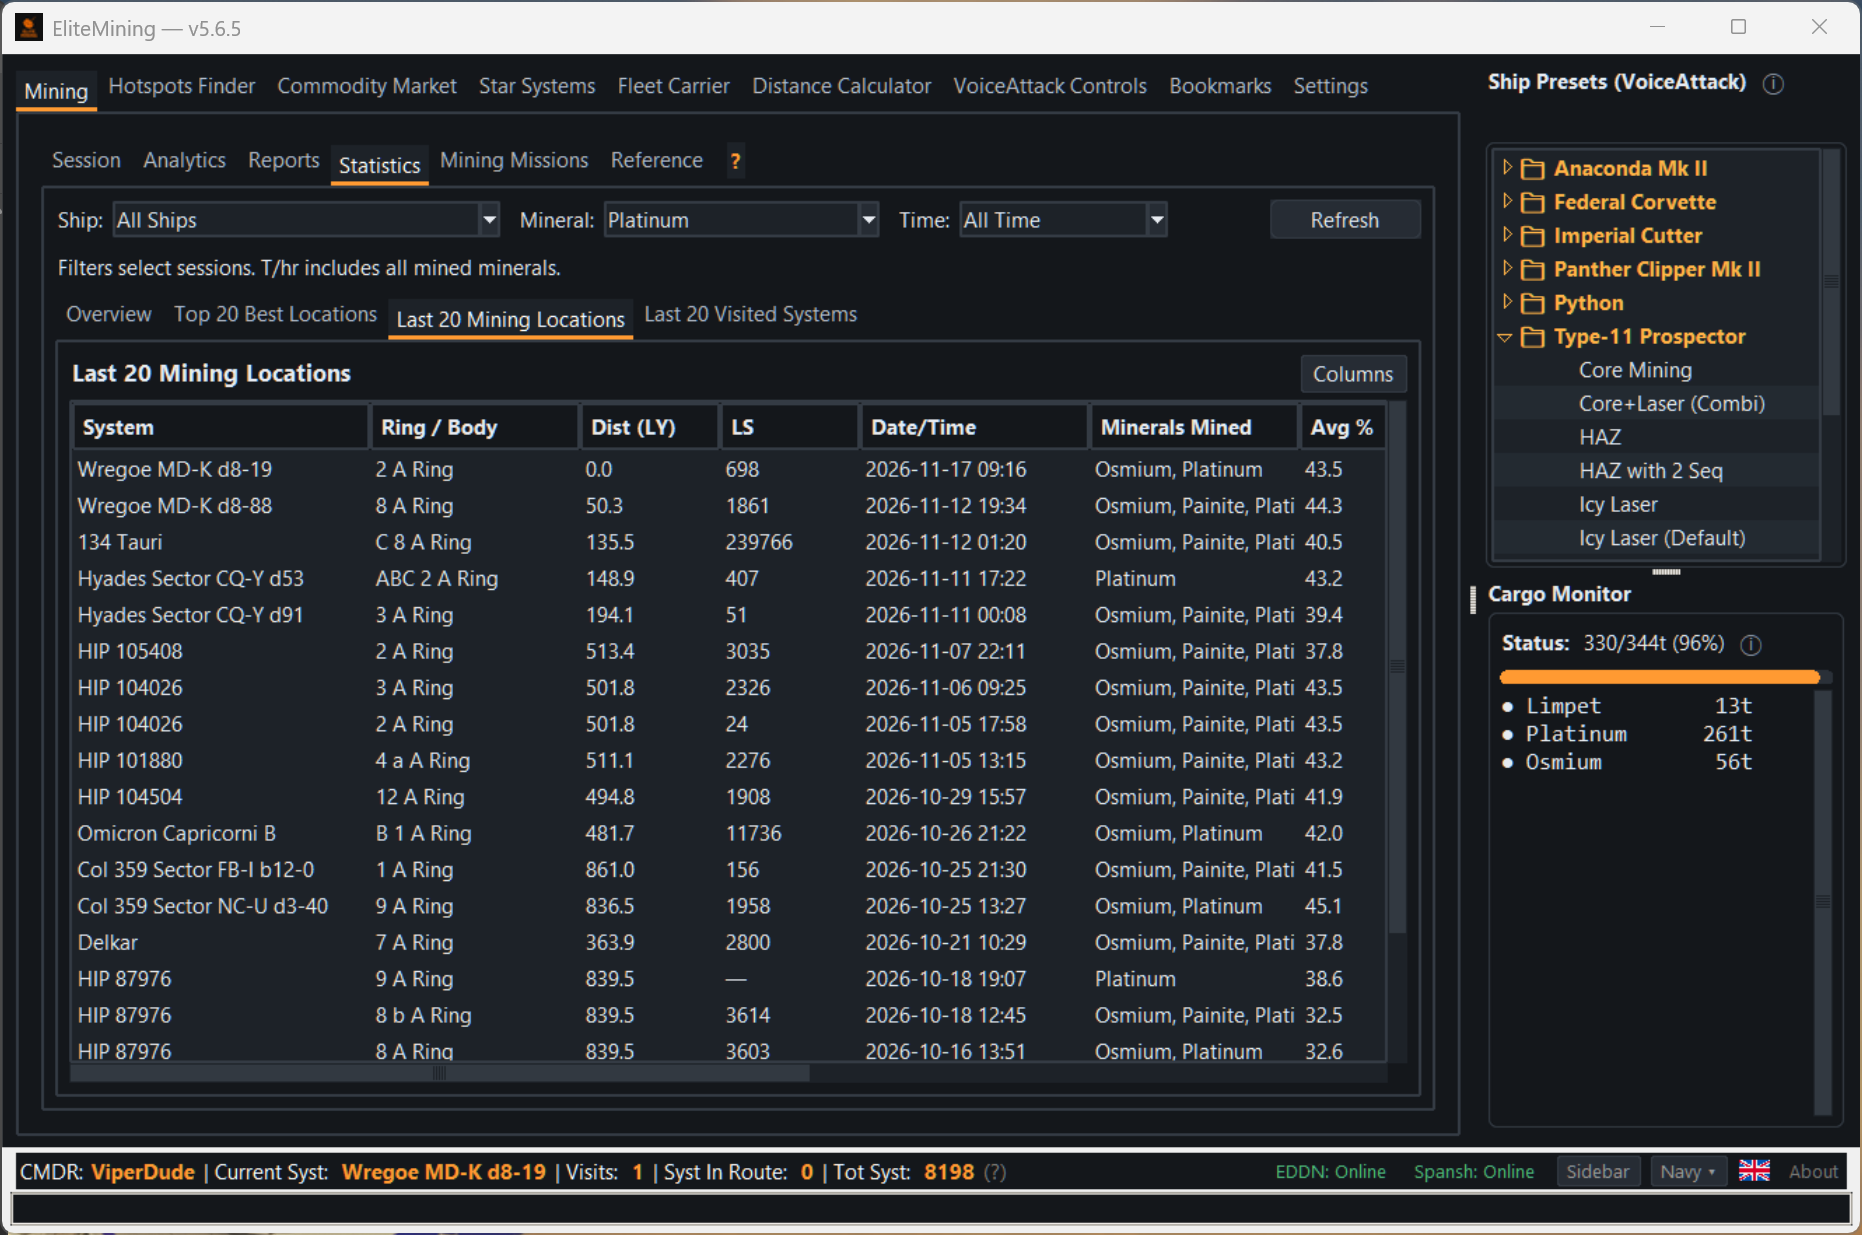 EliteMining — v5.6.5
Mining Hotspots Finder Commodity Market Star Systems Fleet Carrier Distance Calculator VoiceAttack Controls Bookmarks Settings
Session Analytics Reports Statistics Mining Missions Reference ?
Ship: All Ships Mineral: Platinum Time: All Time Refresh
Filters select sessions. T/hr includes all mined minerals.
Overview Top 20 Best Locations Last 20 Mining Locations Last 20 Visited Systems
Last 20 Mining Locations Columns
System Ring / Body Dist (LY) LS Date/Time Minerals Mined Avg %
Wregoe MD-K d8-19 2 A Ring 0.0 698 2026-11-17 09:16 Osmium, Platinum 43.5
Wregoe MD-K d8-88 8 A Ring 50.3 1861 2026-11-12 19:34 Osmium, Painite, Plati 44.3
134 Tauri C 8 A Ring 135.5 239766 2026-11-12 01:20 Osmium, Painite, Plati 40.5
Hyades Sector CQ-Y d53 ABC 2 A Ring 148.9 407 2026-11-11 17:22 Platinum 43.2
Hyades Sector CQ-Y d91 3 A Ring 194.1 51 2026-11-11 00:08 Osmium, Painite, Plati 39.4
HIP 105408 2 A Ring 513.4 3035 2026-11-07 22:11 Osmium, Painite, Plati 37.8
HIP 104026 3 A Ring 501.8 2326 2026-11-06 09:25 Osmium, Painite, Plati 43.5
HIP 104026 2 A Ring 501.8 24 2026-11-05 17:58 Osmium, Painite, Plati 43.5
HIP 101880 4 a A Ring 511.1 2276 2026-11-05 13:15 Osmium, Painite, Plati 43.2
HIP 104504 12 A Ring 494.8 1908 2026-10-29 15:57 Osmium, Painite, Plati 41.9
Omicron Capricorni B B 1 A Ring 481.7 11736 2026-10-26 21:22 Osmium, Platinum 42.0
Col 359 Sector FB-I b12-0 1 A Ring 861.0 156 2026-10-25 21:30 Osmium, Painite, Plati 41.5
Col 359 Sector NC-U d3-40 9 A Ring 836.5 1958 2026-10-25 13:27 Osmium, Platinum 45.1
Delkar 7 A Ring 363.9 2800 2026-10-21 10:29 Osmium, Painite, Plati 37.8
HIP 87976 9 A Ring 839.5 — 2026-10-18 19:07 Platinum 38.6
HIP 87976 8 b A Ring 839.5 3614 2026-10-18 12:45 Osmium, Painite, Plati 32.5
HIP 87976 8 A Ring 839.5 3603 2026-10-16 13:51 Osmium, Platinum 32.6
Ship Presets (VoiceAttack)
Anaconda Mk II
Federal Corvette
Imperial Cutter
Panther Clipper Mk II
Python
Type-11 Prospector
Core Mining
Core+Laser (Combi)
HAZ
HAZ with 2 Seq
Icy Laser
Icy Laser (Default)
Cargo Monitor
Status: 330/344t (96%)
Limpet 13t
Platinum 261t
Osmium 56t
CMDR: ViperDude | Current Syst: Wregoe MD-K d8-19 | Visits: 1 | Syst In Route: 0 | Tot Syst: 8198 (?) EDDN: Online Spansh: Online Sidebar Navy About